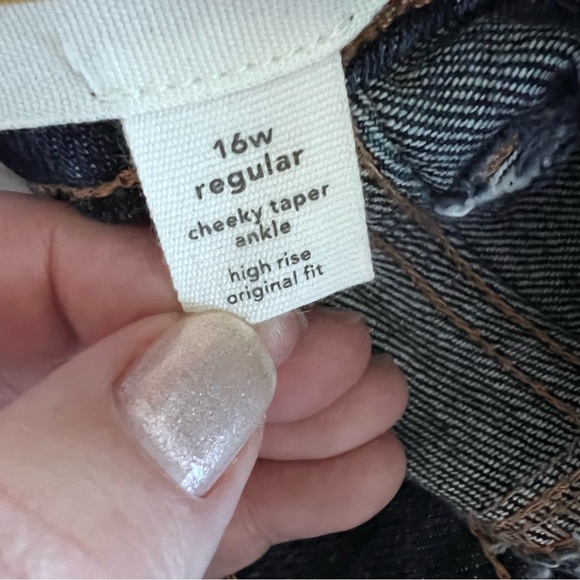 16w
regular
cheeky taper
ankle
high rise
original fit